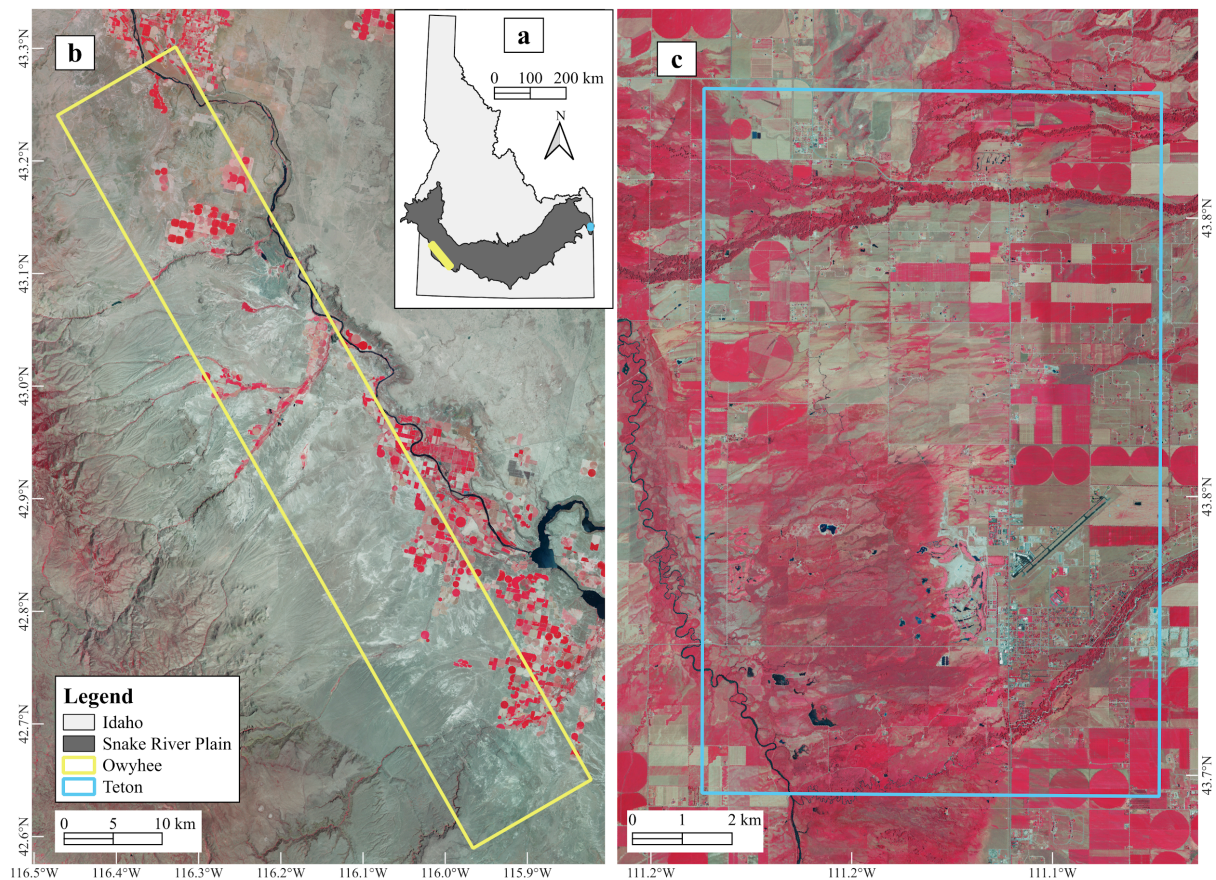 b
a
c
0 100 200 km
N
43.3°N
43.2°N
43.1°N
43.0°N
42.9°N
42.8°N
42.7°N
42.6°N
Legend
Idaho
Snake River Plain
Owyhee
Teton
0 5 10 km
0 1 2 km
43.8°N
43.8°N
43.7°N
116.5°W 116.4°W 116.3°W 116.2°W 116.1°W 116.0°W 115.9°W
111.2°W 111.2°W 111.1°W